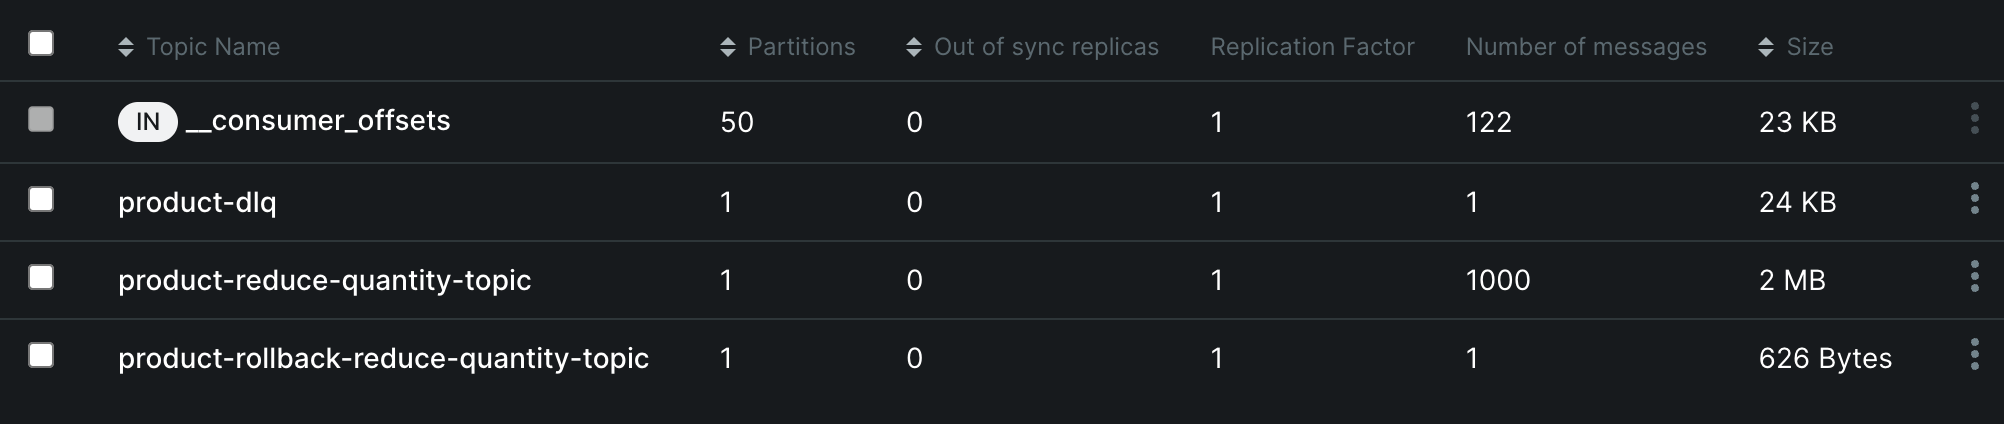 Topic Name Partitions Out of sync replicas Replication Factor Number of messages Size
IN __consumer_offsets 50 0 1 122 23 KB
product-dlq 1 0 1 1 24 KB
product-reduce-quantity-topic 1 0 1 1000 2 MB
product-rollback-reduce-quantity-topic 1 0 1 1 626 Bytes